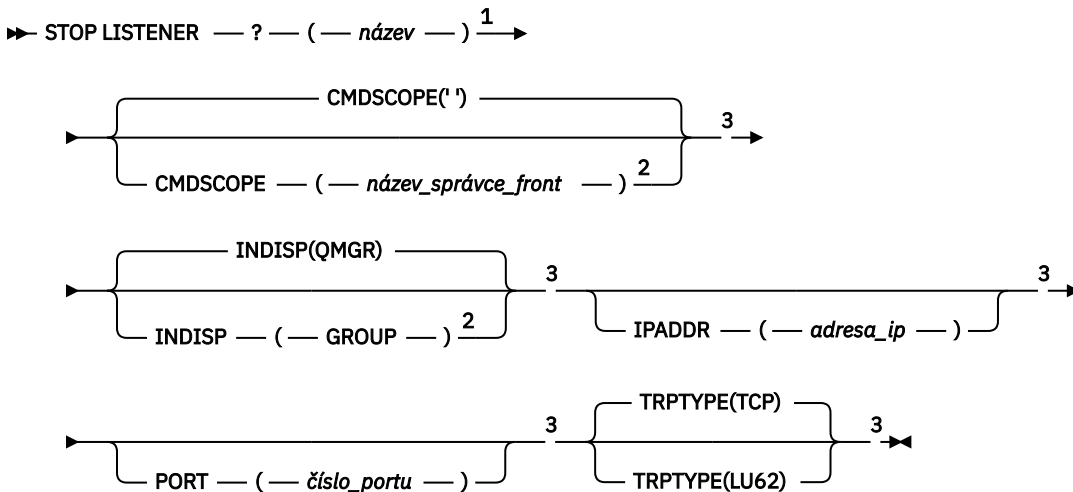 STOP LISTENER ? ( název ) 1
CMDSCOPE(' ')
3
CMDSCOPE ( název_správce_front ) 2
INDISP(QMGR)
3 3
INDISP ( GROUP ) 2 IPADDR ( adresa_ip )
TRPTYPE(TCP)
3 3
PORT ( číslo_portu ) TRPTYPE(LU62)